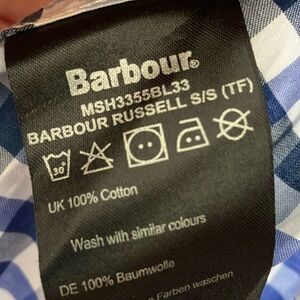 Barbour®
MSH3355BL33
BARBOUR RUSSELL S/S (TF)
30°
UK 100% Cotton
Wash with similar colours
DE 100% Baumwolle
Farben waschen